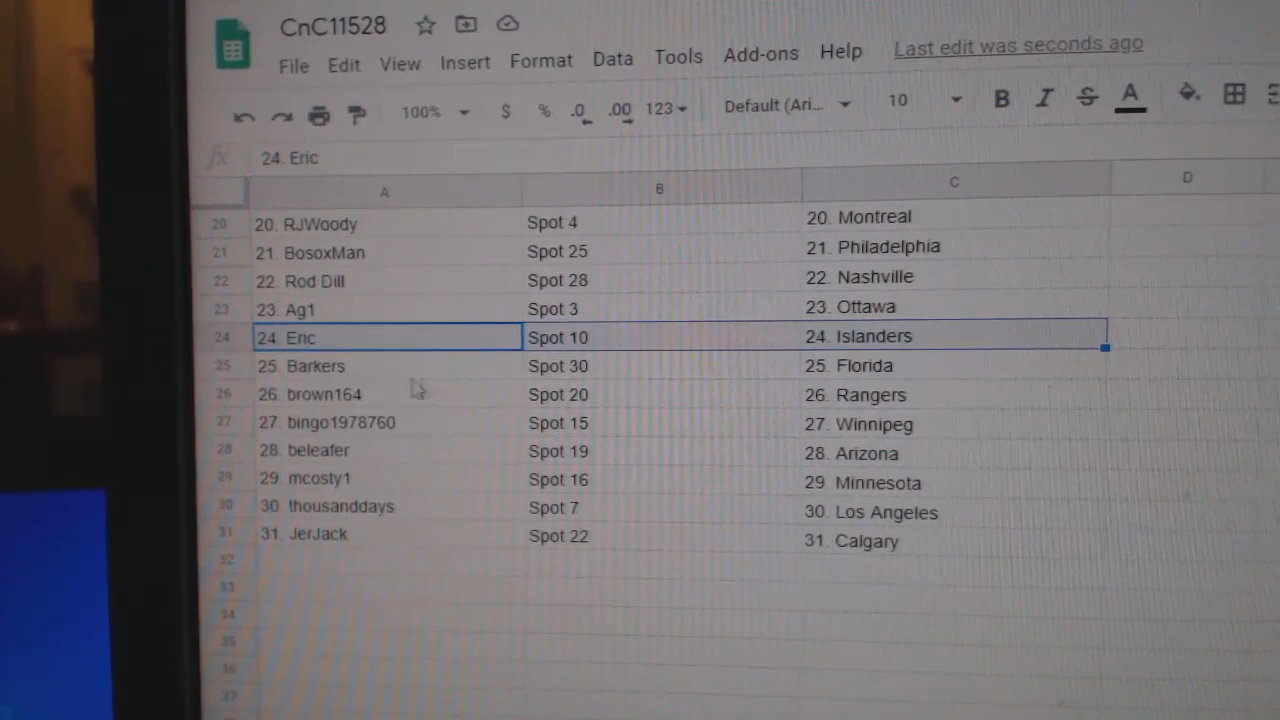 CnC11528
File Edit View Insert Format Data Tools Add-ons Help Last edit was seconds ago
100% $ % .0 .00 123 Default (Ari... 10 B I S A
fx 24. Eric
A B C D
20 20. RJWoody Spot 4 20. Montreal
21 21. BosoxMan Spot 25 21. Philadelphia
22 22. Rod Dill Spot 28 22. Nashville
23 23. Ag1 Spot 3 23. Ottawa
24 24. Eric Spot 10 24. Islanders
25 25. Barkers Spot 30 25. Florida
26 26. brown164 Spot 20 26. Rangers
27 27. bingo1978760 Spot 15 27. Winnipeg
28 28. beleafer Spot 19 28. Arizona
29 29. mcosty1 Spot 16 29. Minnesota
30 30. thousanddays Spot 7 30. Los Angeles
31 31. JerJack Spot 22 31. Calgary
32
33
34
35
36
37